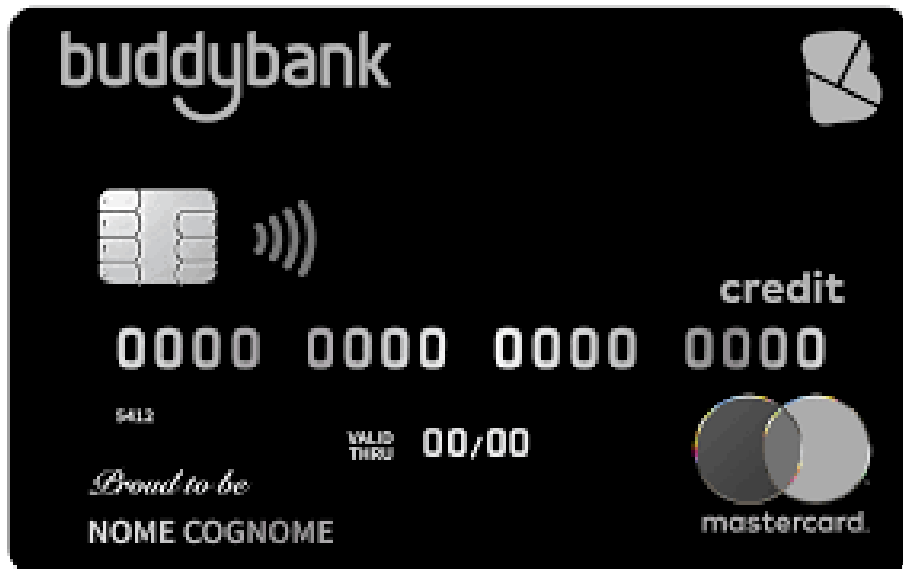 buddybank
credit
0000 0000 0000 0000
5412
VALID THRU 00/00
Proud to be
NOME COGNOME
mastercard.